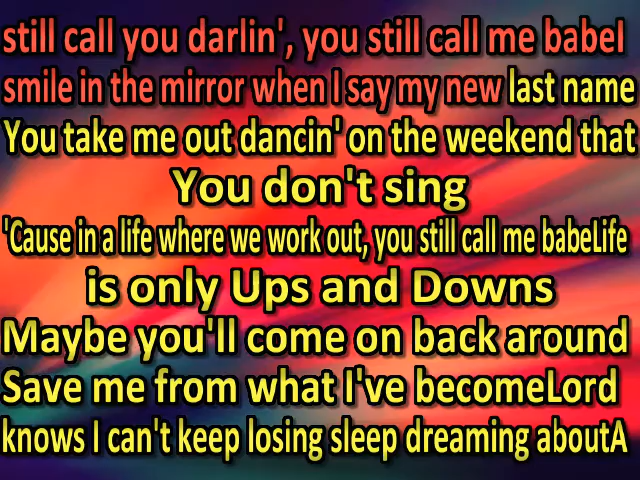 still call you darlin', you still call me babeI
smile in the mirror when I say my new last name
You take me out dancin' on the weekend that
You don't sing
'Cause in a life where we work out, you still call me babeLife
is only Ups and Downs
Maybe you'll come on back around
Save me from what I've becomeLord
knows I can't keep losing sleep dreaming aboutA